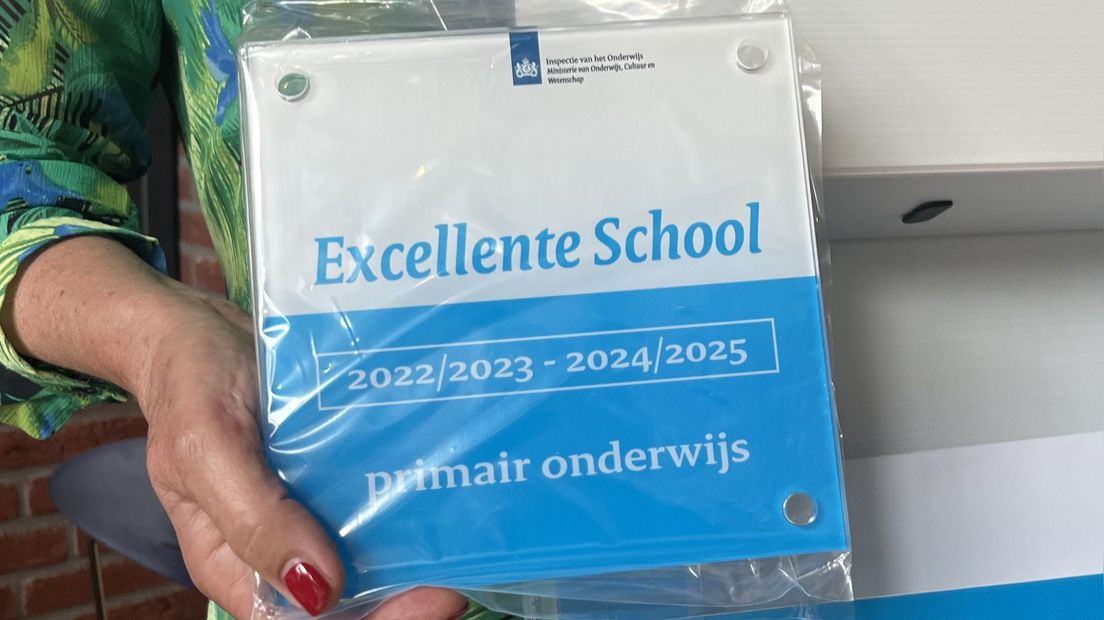 Inspectie van het Onderwijs
Ministerie van Onderwijs, Cultuur en
Wetenschap
Excellente School
2022/2023 - 2024/2025
primair onderwijs